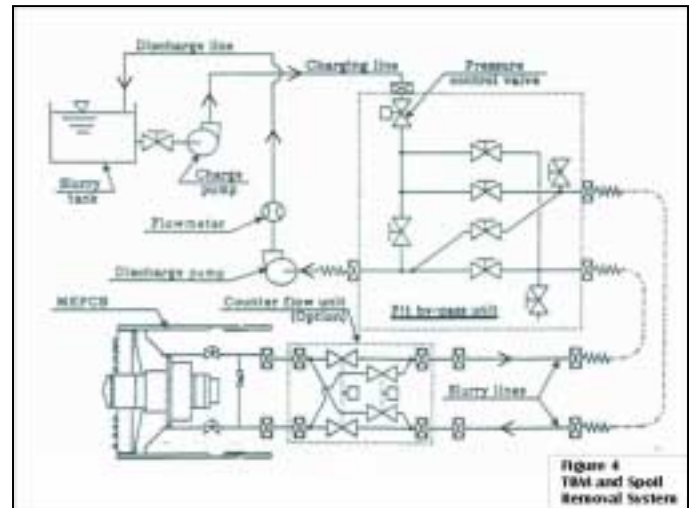 Discharge line
Charging line
Pressure
control valve
Slurry
tank
Charge
pump
Flowmeter
Discharge pump
Counter flow unit
(Option)
Pit by-pass unit
Slurry lines
Figure 4
TBM and Spoil
Removal System